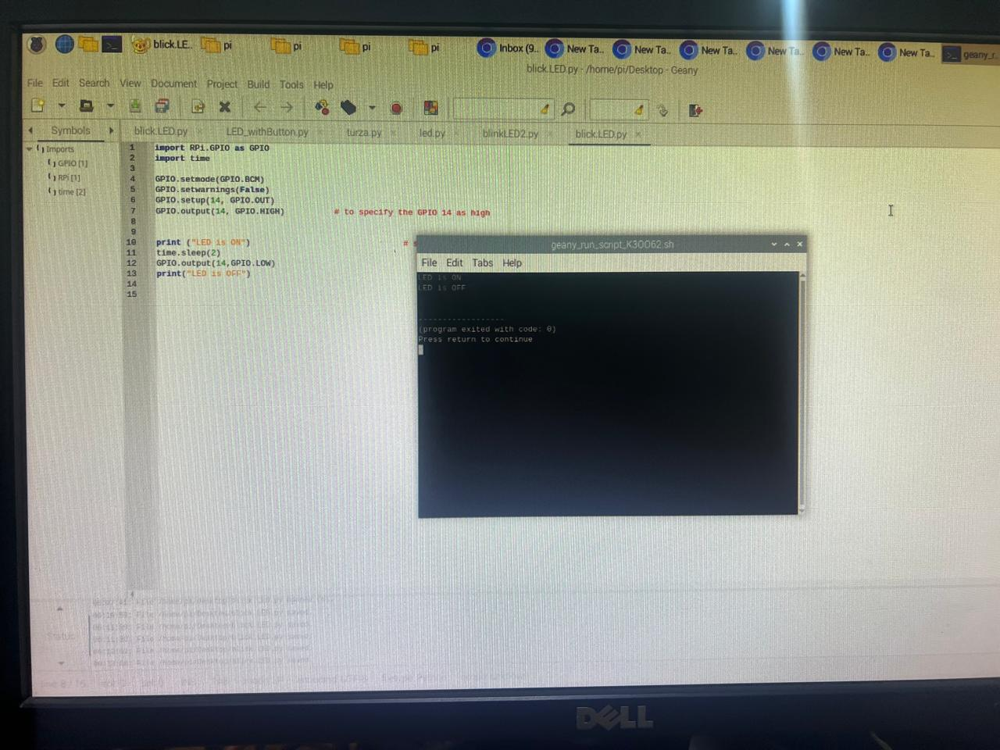 blick.LE..
pi
pi
pi
pi
Inbox (9..
New Ta..
New Ta..
New Ta..
New Ta..
New Ta..
New Ta..
geany_r..
blick.LED.py - /home/pi/Desktop - Geany
File Edit Search View Document Project Build Tools Help
Symbols
blick.LED.py
LED_withButton.py
turza.py
led.py
blinkLED2.py
blick.LED.py
Imports
GPIO [1]
RPi [1]
time [2]
1 import RPi.GPIO as GPIO
2 import time
3
4 GPIO.setmode(GPIO.BCM)
5 GPIO.setwarnings(False)
6 GPIO.setup(14, GPIO.OUT)
7 GPIO.output(14, GPIO.HIGH) # to specify the GPIO 14 as high
8
9
10 print ("LED is ON") #
11 time.sleep(2)
12 GPIO.output(14,GPIO.LOW)
13 print("LED is OFF")
14
15
geany_run_script_K30O62.sh
File Edit Tabs Help
LED is ON
LED is OFF
------------------
(program exited with code: 0)
Press return to continue
Status
DELL